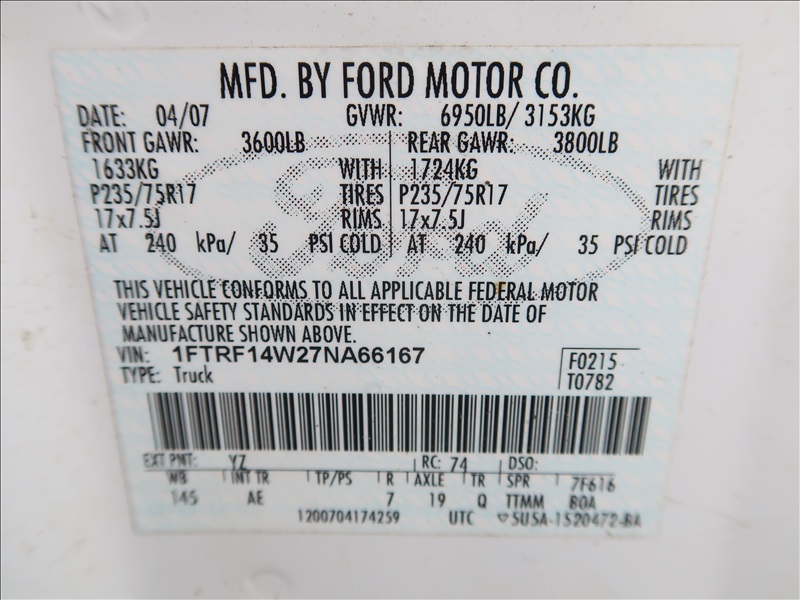 MFD. BY FORD MOTOR CO.
DATE: 04/07 GVWR: 6950LB/ 3153KG
FRONT GAWR: 3600LB REAR GAWR: 3800LB
1633KG WITH 1724KG WITH
P235/75R17 TIRES P235/75R17 TIRES
17x7.5J RIMS 17x7.5J RIMS
AT 240 kPa/ 35 PSI COLD AT 240 kPa/ 35 PSI COLD
THIS VEHICLE CONFORMS TO ALL APPLICABLE FEDERAL MOTOR
VEHICLE SAFETY STANDARDS IN EFFECT ON THE DATE OF
MANUFACTURE SHOWN ABOVE.
VIN: 1FTRF14W27NA66167 F0215
TYPE: Truck T0782
EXT PNT: YZ RC: 74 DSO:
WB INT TR TP/PS R AXLE TR SPR 7F616
145 AE 7 19 Q TTMM BOA
1200704174259 UTC 5U5A-1520472-BA